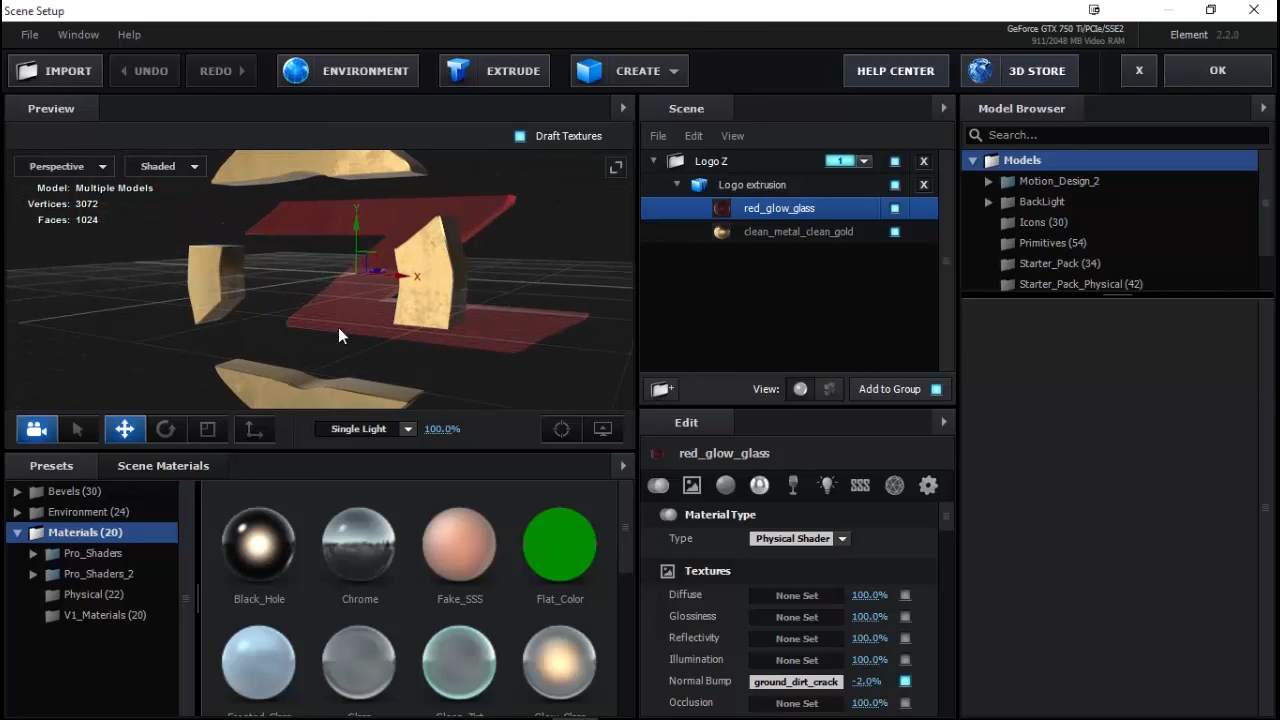 Scene Setup
File Window Help
GeForce GTX 750 Ti/PCIe/SSE2
911/2048 MB Video RAM
Element 2.2.0
IMPORT UNDO REDO ENVIRONMENT EXTRUDE CREATE HELP CENTER 3D STORE X OK
Preview
Draft Textures
Perspective Shaded
Model: Multiple Models
Vertices: 3072
Faces: 1024
Y
X
Single Light 100.0%
Presets Scene Materials
Bevels (30)
Environment (24)
Materials (20)
Pro_Shaders
Pro_Shaders_2
Physical (22)
V1_Materials (20)
Black_Hole Chrome Fake_SSS Flat_Color
Scene
File Edit View
Logo Z 1 X
Logo extrusion X
red_glow_glass
clean_metal_clean_gold
View: Add to Group
Edit
red_glow_glass
Material Type
Type Physical Shader
Textures
Diffuse None Set 100.0%
Glossiness None Set 100.0%
Reflectivity None Set 100.0%
Illumination None Set 100.0%
Normal Bump ground_dirt_crack -2.0%
Occlusion None Set 100.0%
Model Browser
Search...
Models
Motion_Design_2
BackLight
Icons (30)
Primitives (54)
Starter_Pack (34)
Starter_Pack_Physical (42)